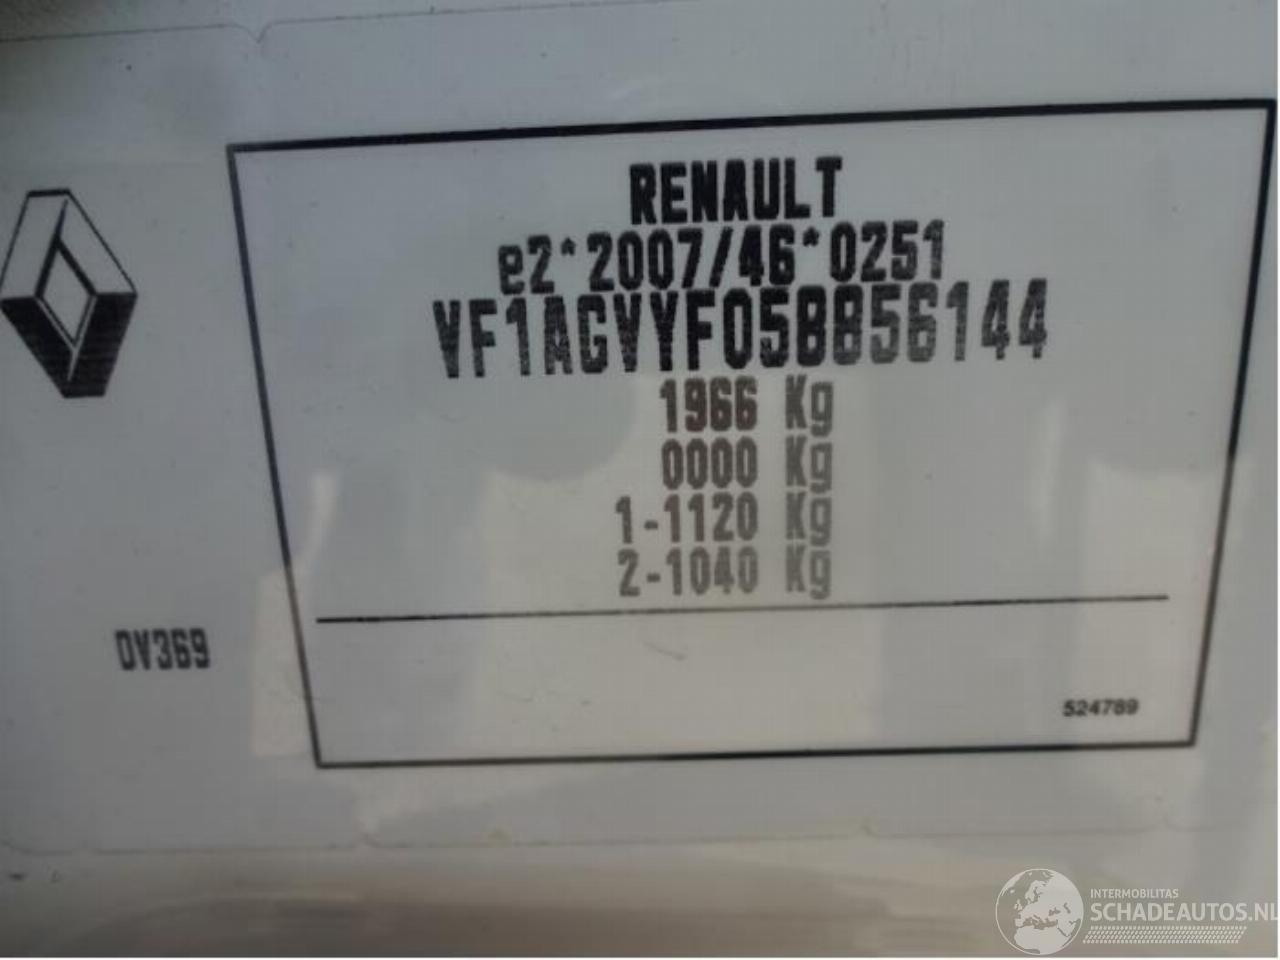 RENAULT
e2*2007/46*0251
VF1AGVYYF058856144
1966 Kg
0000 Kg
1-1120 Kg
2-1040 Kg
DV369
524789
INTERMOBILITAS
SCHADEAUTOS.NL